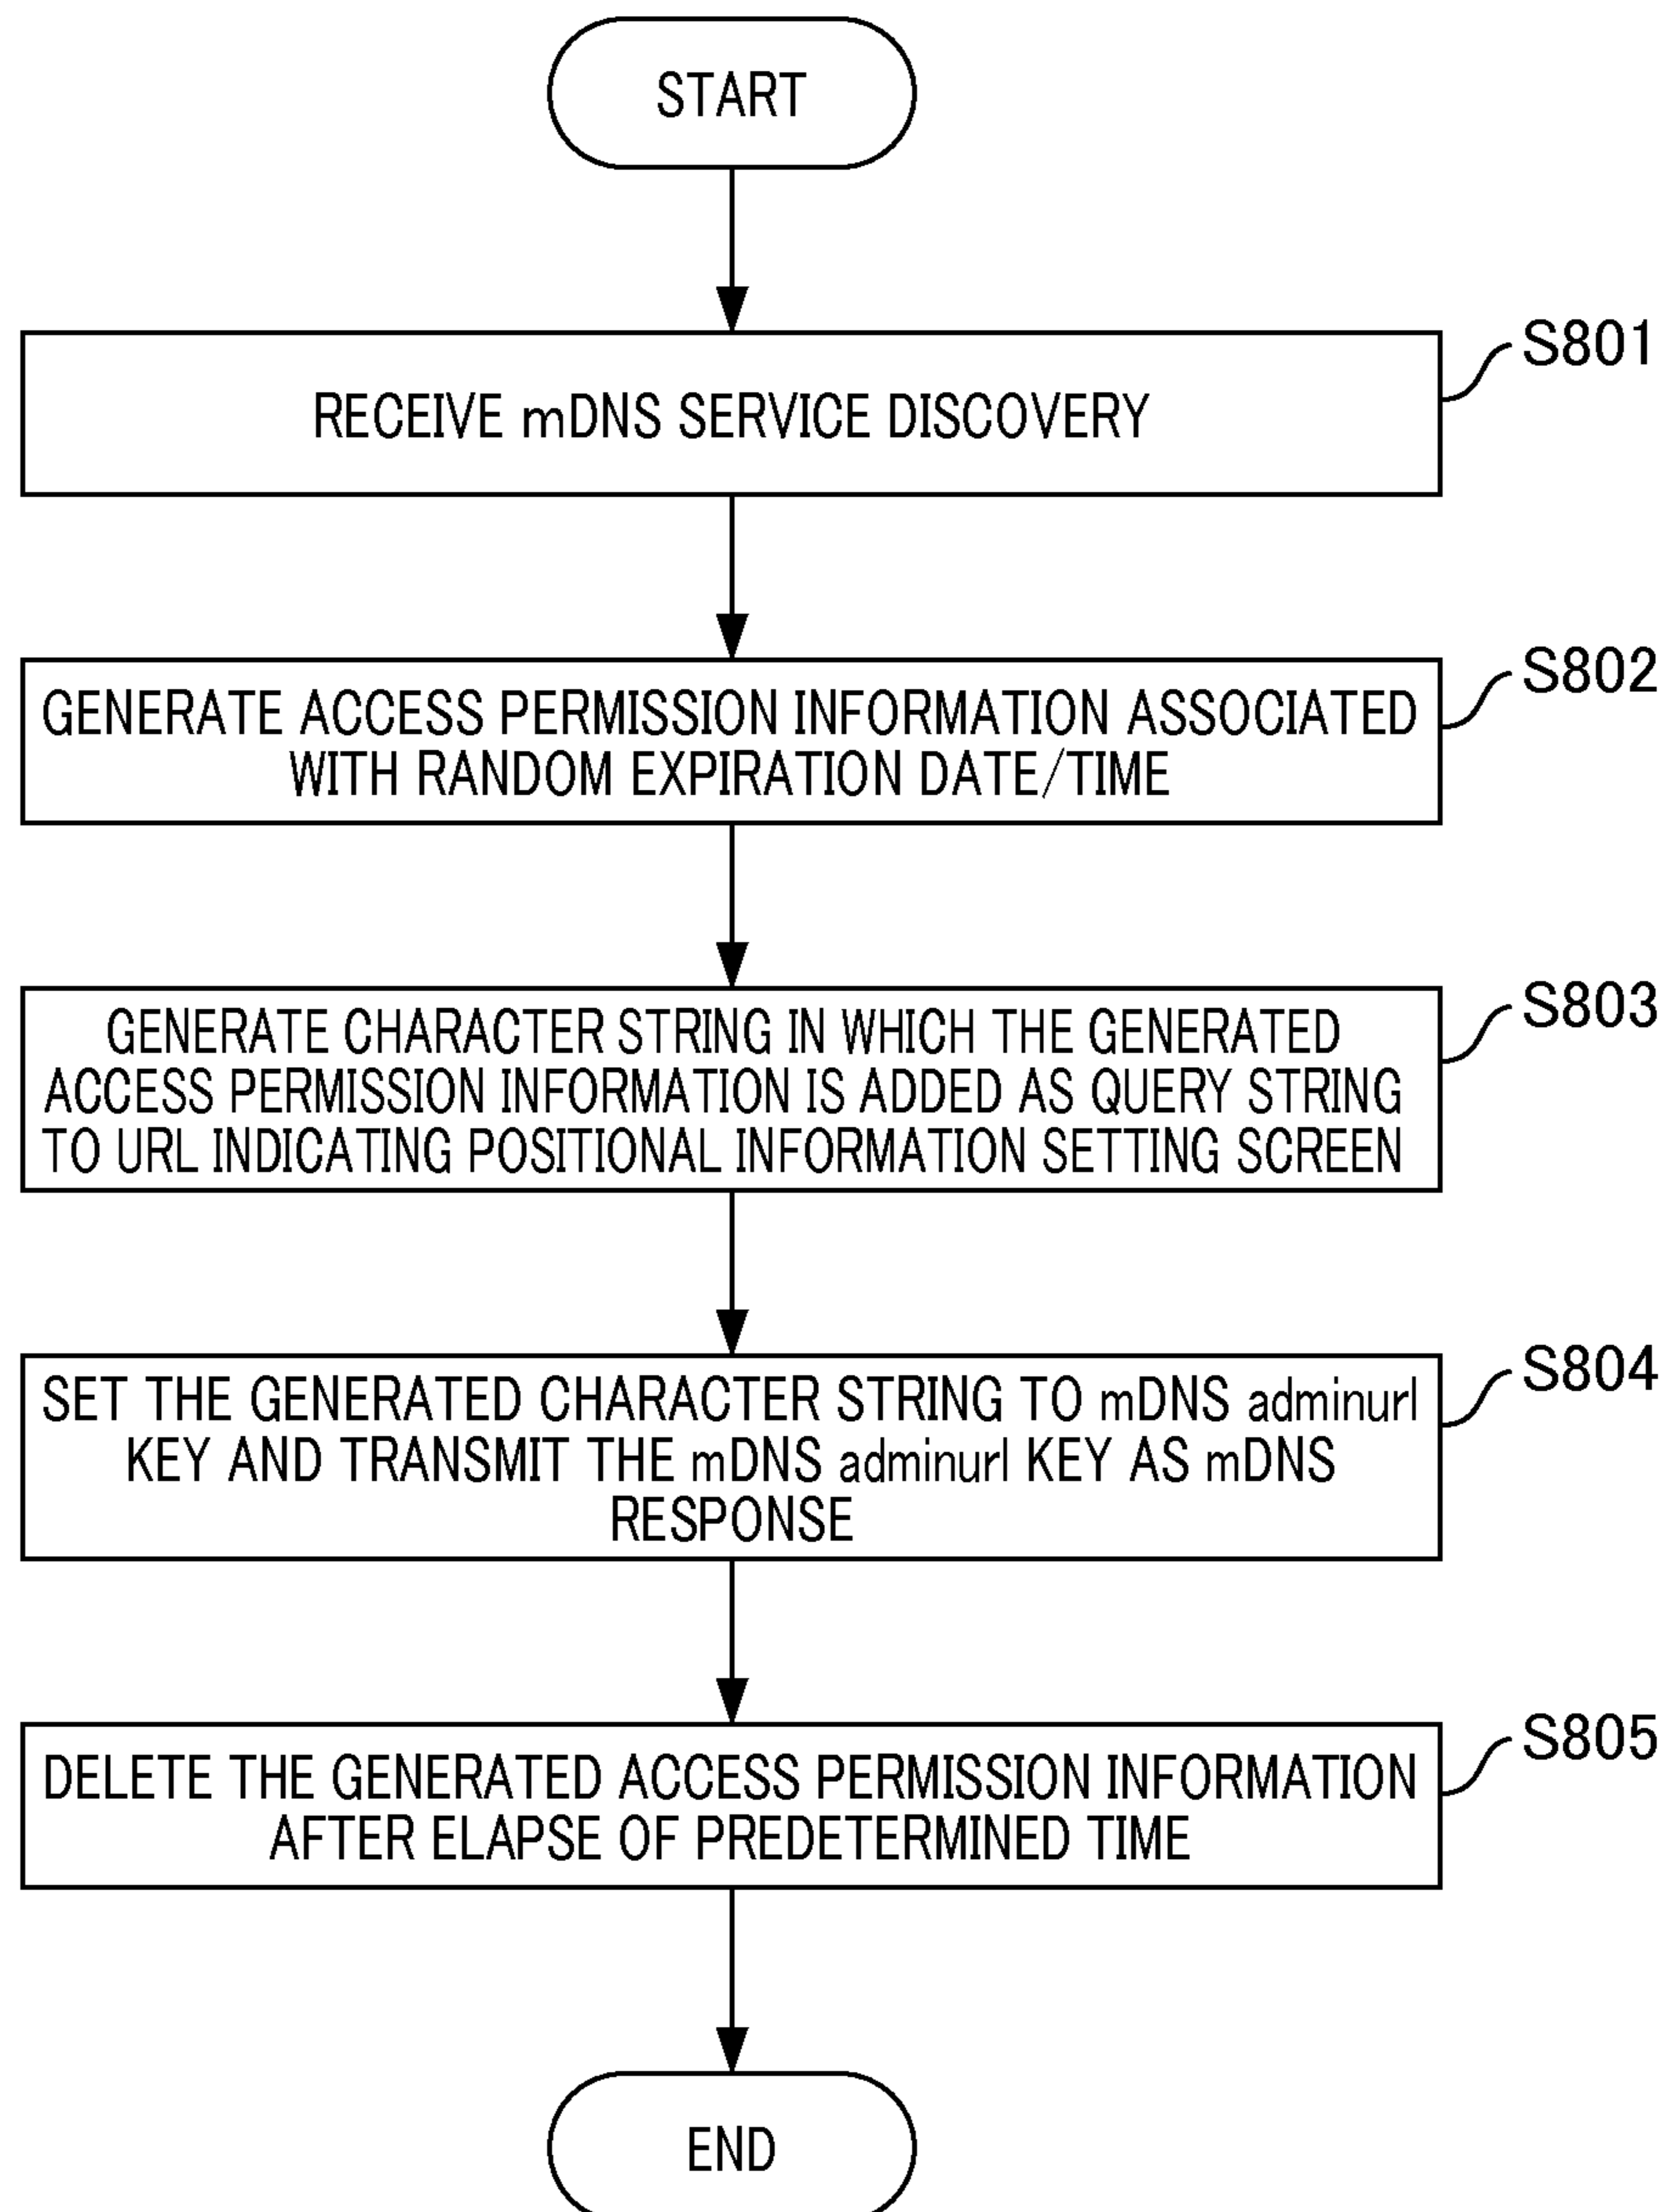 START
S801
RECEIVE mDNS SERVICE DISCOVERY
S802
GENERATE ACCESS PERMISSION INFORMATION ASSOCIATED
WITH RANDOM EXPIRATION DATE/TIME
S803
GENERATE CHARACTER STRING IN WHICH THE GENERATED
ACCESS PERMISSION INFORMATION IS ADDED AS QUERY STRING
TO URL INDICATING POSITIONAL INFORMATION SETTING SCREEN
S804
SET THE GENERATED CHARACTER STRING TO mDNS adminurl
KEY AND TRANSMIT THE mDNS adminurl KEY AS mDNS
RESPONSE
S805
DELETE THE GENERATED ACCESS PERMISSION INFORMATION
AFTER ELAPSE OF PREDETERMINED TIME
END